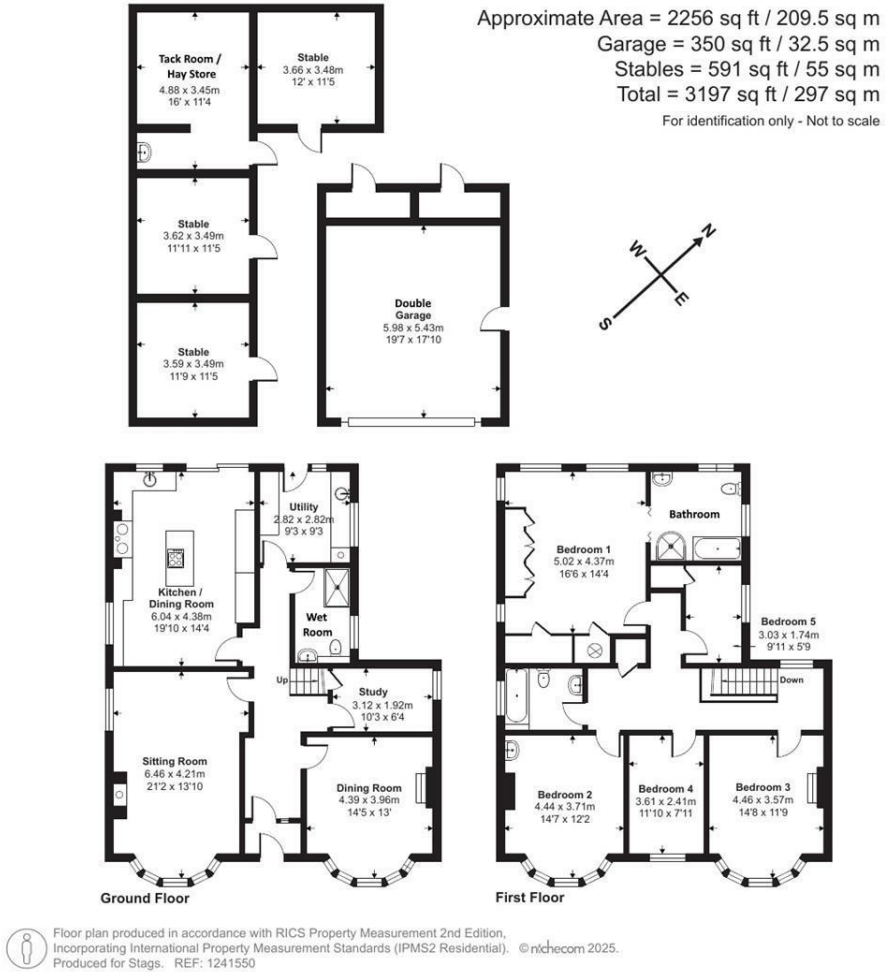 Approximate Area = 2256 sq ft / 209.5 sq m
Garage = 350 sq ft / 32.5 sq m
Stables = 591 sq ft / 55 sq m
Total = 3197 sq ft / 297 sq m
For identification only - Not to scale
Tack Room /
Hay Store
4.88 x 3.45m
16' x 11'4
Stable
3.66 x 3.48m
12' x 11'5
Stable
3.62 x 3.49m
11'11 x 11'5
Stable
3.59 x 3.49m
11'9 x 11'5
Double
Garage
5.98 x 5.43m
19'7 x 17'10
N
W
E
S
Utility
2.82 x 2.82m
9'3 x 9'3
Kitchen /
Dining Room
6.04 x 4.38m
19'10 x 14'4
Wet
Room
Up
Study
3.12 x 1.92m
10'3 x 6'4
Sitting Room
6.46 x 4.21m
21'2 x 13'10
Dining Room
4.39 x 3.96m
14'5 x 13'
Ground Floor
Bathroom
Bedroom 1
5.02 x 4.37m
16'6 x 14'4
Bedroom 5
3.03 x 1.74m
9'11 x 5'9
Down
Bedroom 2
4.44 x 3.71m
14'7 x 12'2
Bedroom 4
3.61 x 2.41m
11'10 x 7'11
Bedroom 3
4.46 x 3.57m
14'8 x 11'9
First Floor
Floor plan produced in accordance with RICS Property Measurement 2nd Edition,
Incorporating International Property Measurement Standards (IPMS2 Residential). © nichecom 2025.
Produced for Stags. REF: 1241550